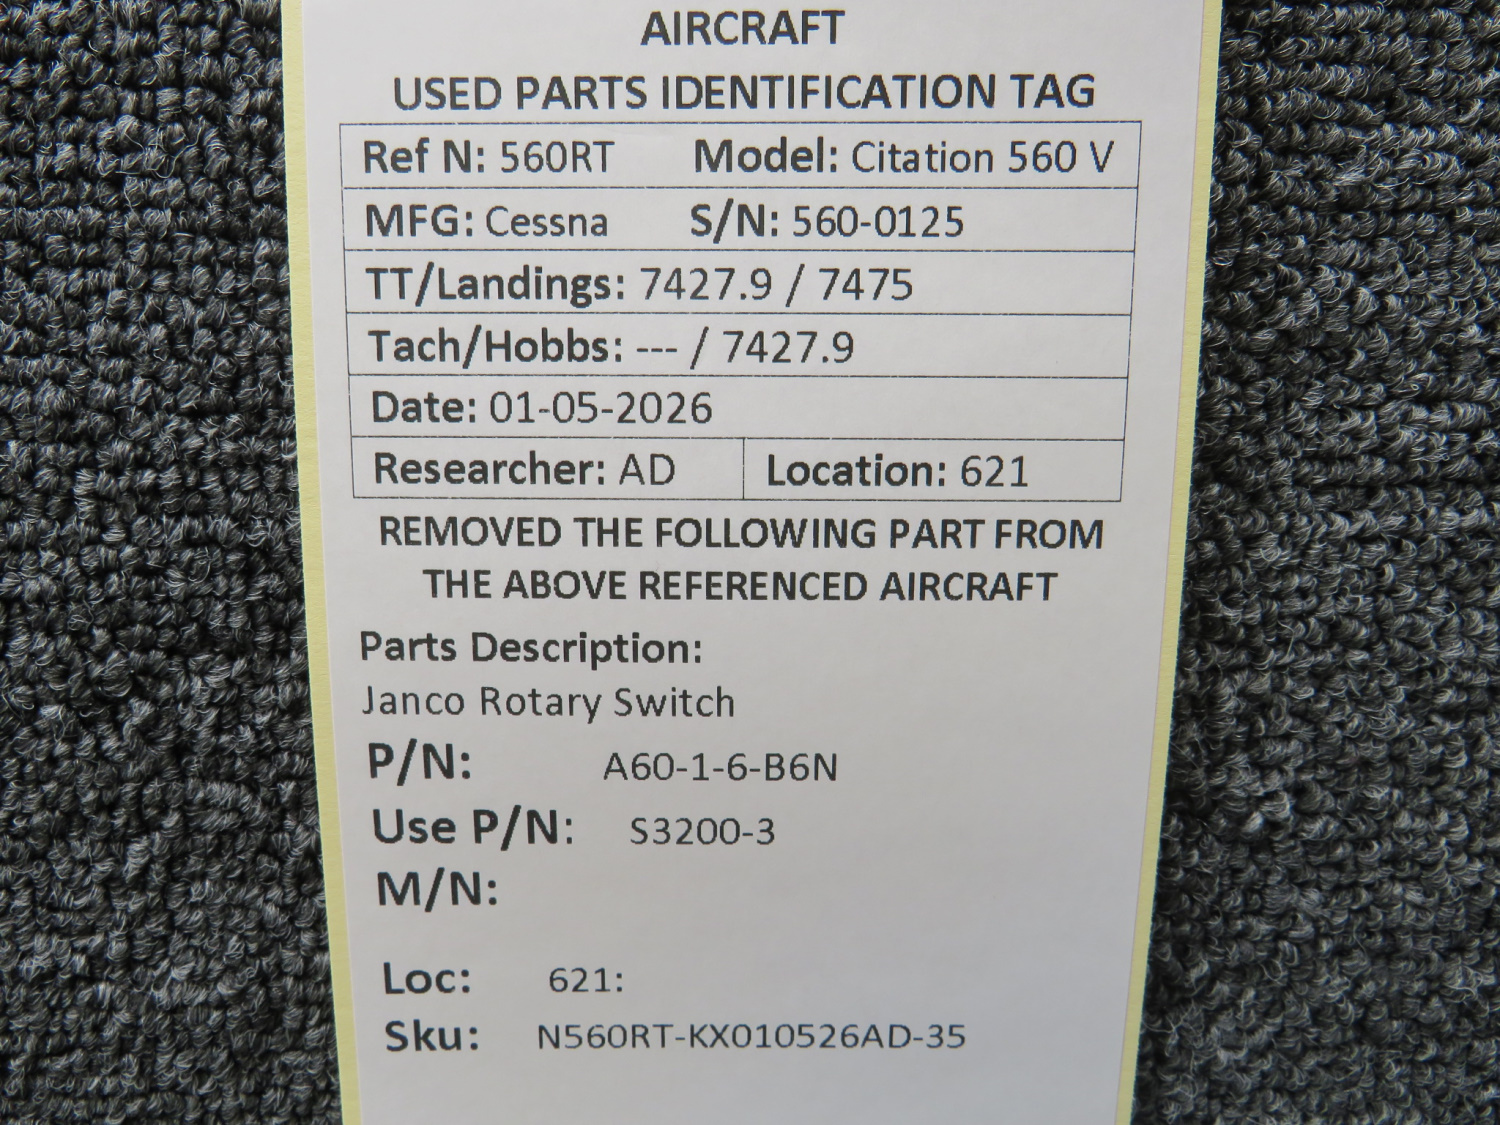 AIRCRAFT
USED PARTS IDENTIFICATION TAG
Ref N: 560RT Model: Citation 560 V
MFG: Cessna S/N: 560-0125
TT/Landings: 7427.9 / 7475
Tach/Hobbs: --- / 7427.9
Date: 01-05-2026
Researcher: AD Location: 621
REMOVED THE FOLLOWING PART FROM
THE ABOVE REFERENCED AIRCRAFT
Parts Description:
Janco Rotary Switch
P/N: A60-1-6-B6N
Use P/N: S3200-3
M/N:
Loc: 621:
Sku: N560RT-KX010526AD-35